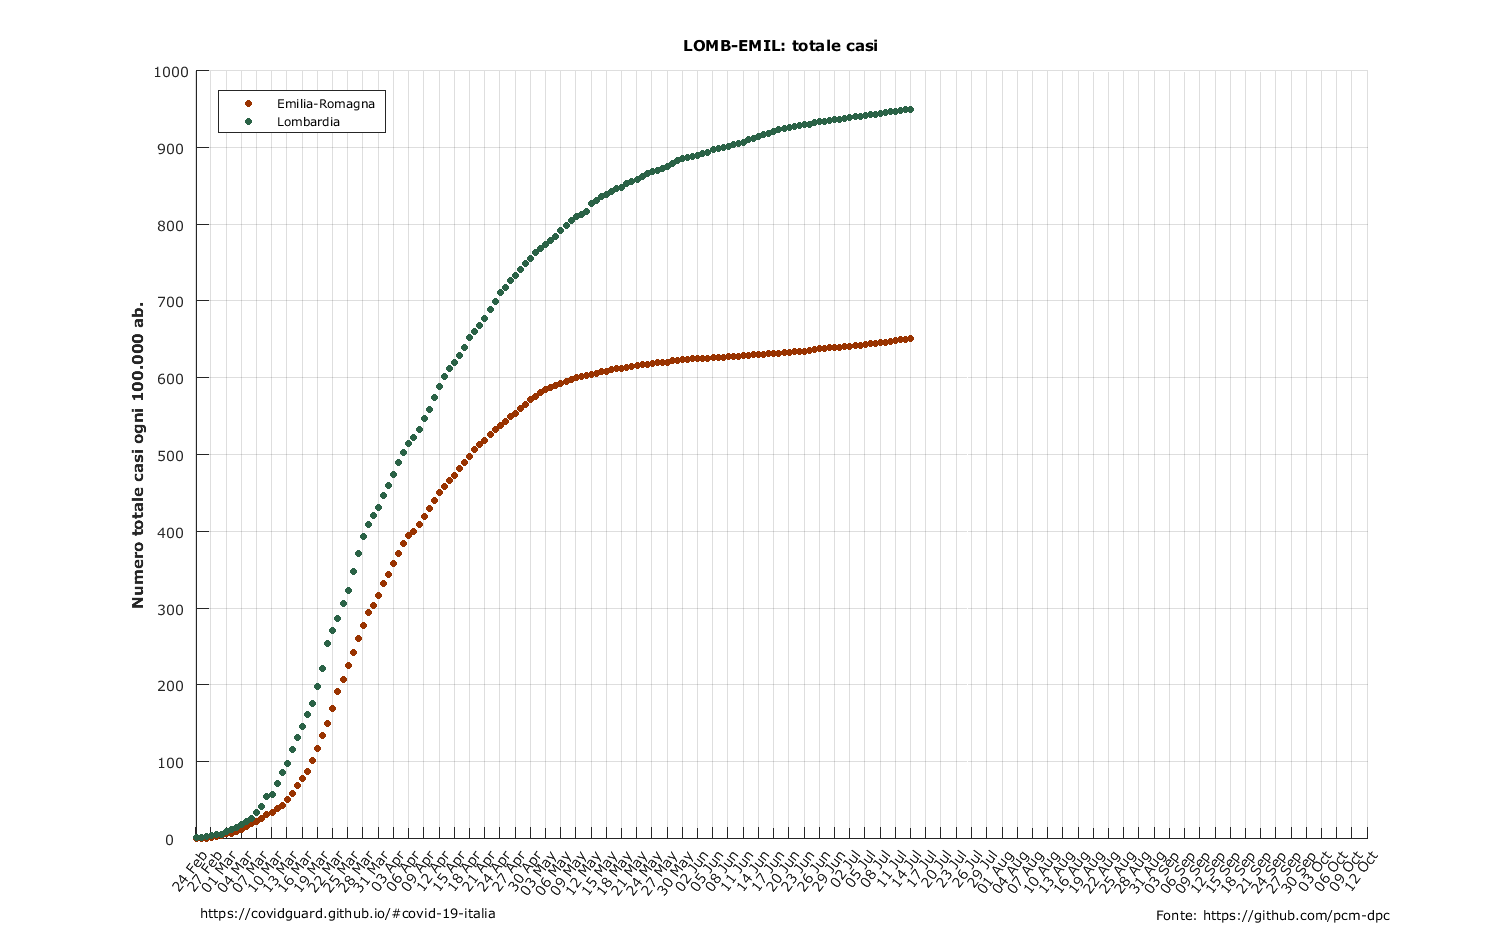 LOMB-EMIL: totale casi
1000
900
800
700
600
500
400
300
200
100
0
Numero totale casi ogni 100.000 ab.
Emilia-Romagna
Lombardia
24 Feb
27 Feb
01 Mar
04 Mar
07 Mar
10 Mar
13 Mar
16 Mar
19 Mar
22 Mar
25 Mar
28 Mar
31 Mar
03 Apr
06 Apr
09 Apr
12 Apr
15 Apr
18 Apr
21 Apr
24 Apr
27 Apr
30 Apr
03 May
06 May
09 May
12 May
15 May
18 May
21 May
24 May
27 May
30 May
02 Jun
05 Jun
08 Jun
11 Jun
14 Jun
17 Jun
20 Jun
23 Jun
26 Jun
29 Jun
02 Jul
05 Jul
08 Jul
11 Jul
14 Jul
17 Jul
20 Jul
23 Jul
26 Jul
29 Jul
01 Aug
04 Aug
07 Aug
10 Aug
13 Aug
16 Aug
19 Aug
22 Aug
25 Aug
28 Aug
31 Aug
03 Sep
06 Sep
09 Sep
12 Sep
15 Sep
18 Sep
21 Sep
24 Sep
27 Sep
30 Sep
03 Oct
06 Oct
09 Oct
12 Oct
https://covidguard.github.io/#covid-19-italia
Fonte: https://github.com/pcm-dpc